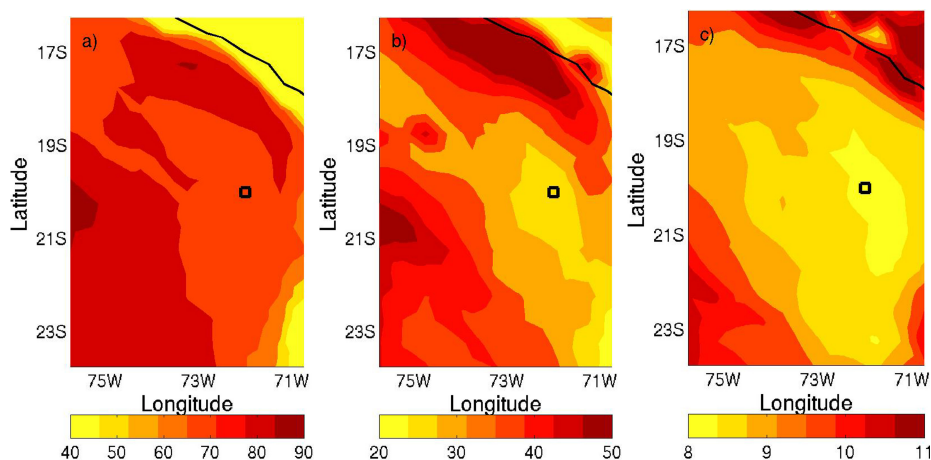 a) b) c)
17S 17S 17S
19S 19S 19S
21S 21S 21S
23S 23S 23S
Latitude Latitude Latitude
75W 73W 71W 75W 73W 71W 75W 73W 71W
Longitude Longitude Longitude
40 50 60 70 80 90 20 30 40 50 8 9 10 11